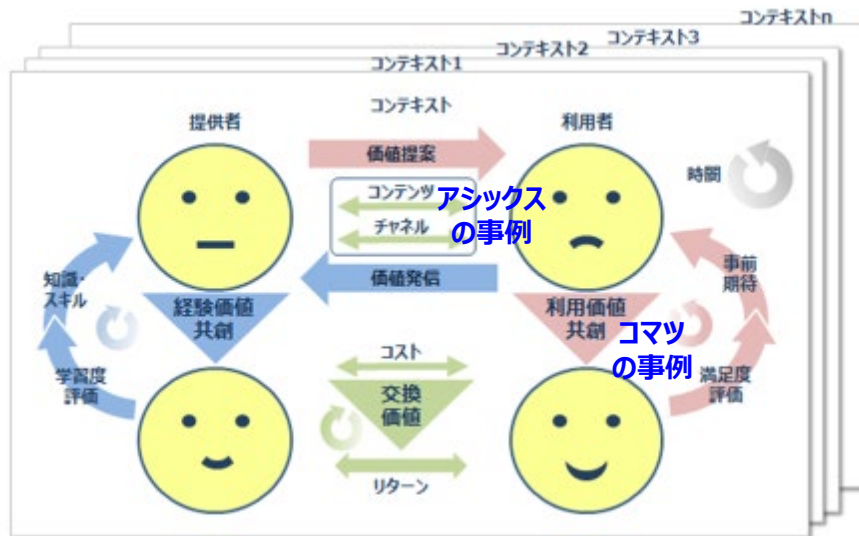 コンテキストn
コンテキスト3
コンテキスト2
コンテキスト1
コンテキスト
提供者
利用者
価値提案
時間
コンテンツ
チャネル
アシックス
の事例
価値発信
知識・
スキル
事前
期待
経験価値
共創
利用価値
共創
コマツ
の事例
コスト
交換
価値
学習度
評価
満足度
評価
リターン